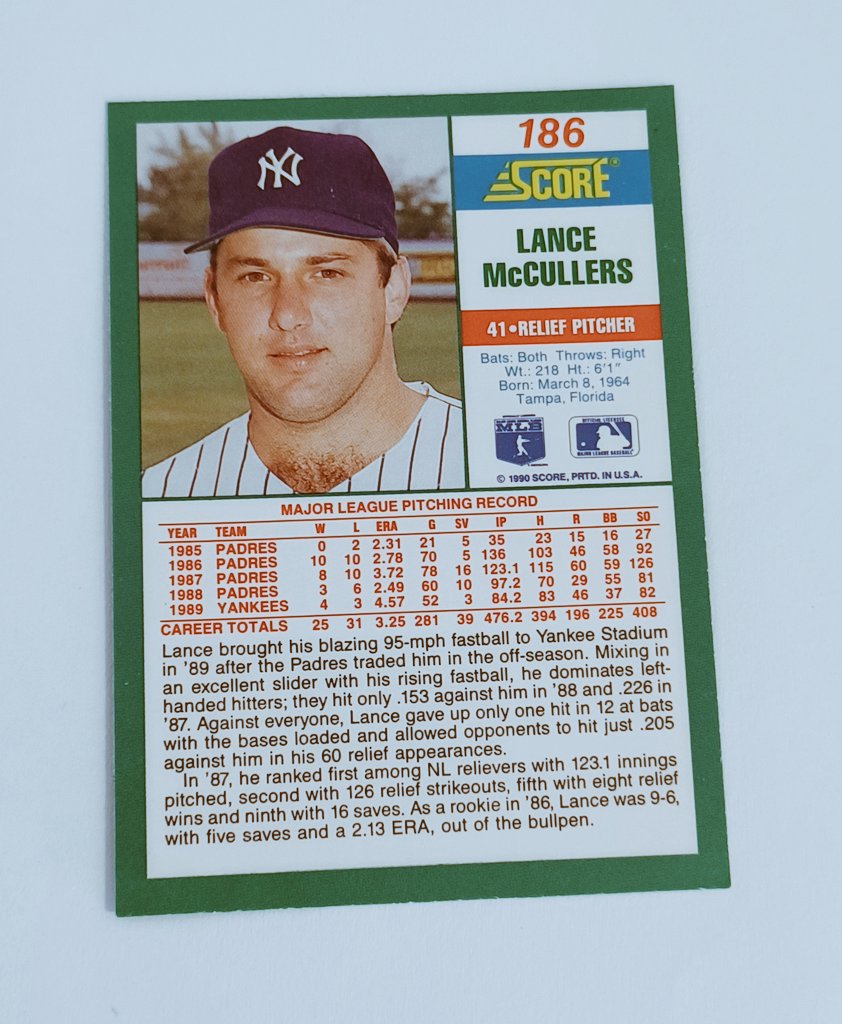 NY
186
SCORE®
LANCE
McCULLERS
41•RELIEF PITCHER
Bats: Both Throws: Right
Wt.: 218 Ht.: 6'1"
Born: March 8, 1964
Tampa, Florida
MLB
OFFICIAL LICENSEE
MAJOR LEAGUE BASEBALL
© 1990 SCORE, PRTD. IN U.S.A.
MAJOR LEAGUE PITCHING RECORD
YEAR TEAM W L ERA G SV IP H R BB SO
1985 PADRES 0 2 2.31 21 5 35 23 15 16 27
1986 PADRES 10 10 2.78 70 5 136 103 46 58 92
1987 PADRES 8 10 3.72 78 16 123.1 115 60 59 126
1988 PADRES 3 6 2.49 60 10 97.2 70 29 55 81
1989 YANKEES 4 3 4.57 52 3 84.2 83 46 37 82
CAREER TOTALS 25 31 3.25 281 39 476.2 394 196 225 408
Lance brought his blazing 95-mph fastball to Yankee Stadium
in '89 after the Padres traded him in the off-season. Mixing in
an excellent slider with his rising fastball, he dominates left-
handed hitters; they hit only .153 against him in '88 and .226 in
'87. Against everyone, Lance gave up only one hit in 12 at bats
with the bases loaded and allowed opponents to hit just .205
against him in his 60 relief appearances.
In '87, he ranked first among NL relievers with 123.1 innings
pitched, second with 126 relief strikeouts, fifth with eight relief
wins and ninth with 16 saves. As a rookie in '86, Lance was 9-6,
with five saves and a 2.13 ERA, out of the bullpen.